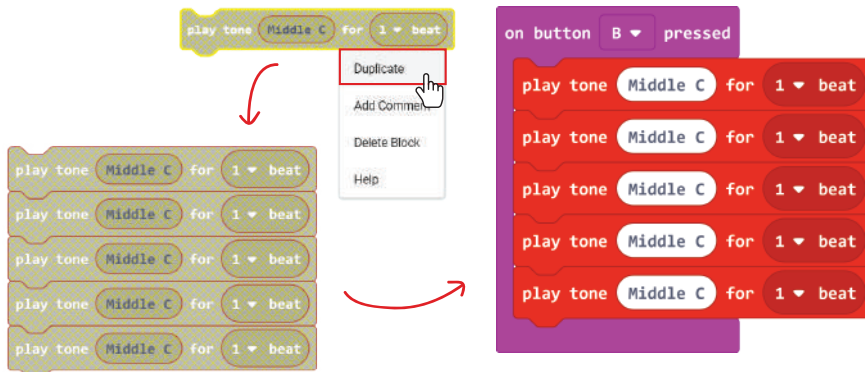 play tone Middle C for 1 beat
Duplicate
Add Comment
Delete Block
Help
play tone Middle C for 1 beat
play tone Middle C for 1 beat
play tone Middle C for 1 beat
play tone Middle C for 1 beat
play tone Middle C for 1 beat
on button B pressed
play tone Middle C for 1 beat
play tone Middle C for 1 beat
play tone Middle C for 1 beat
play tone Middle C for 1 beat
play tone Middle C for 1 beat